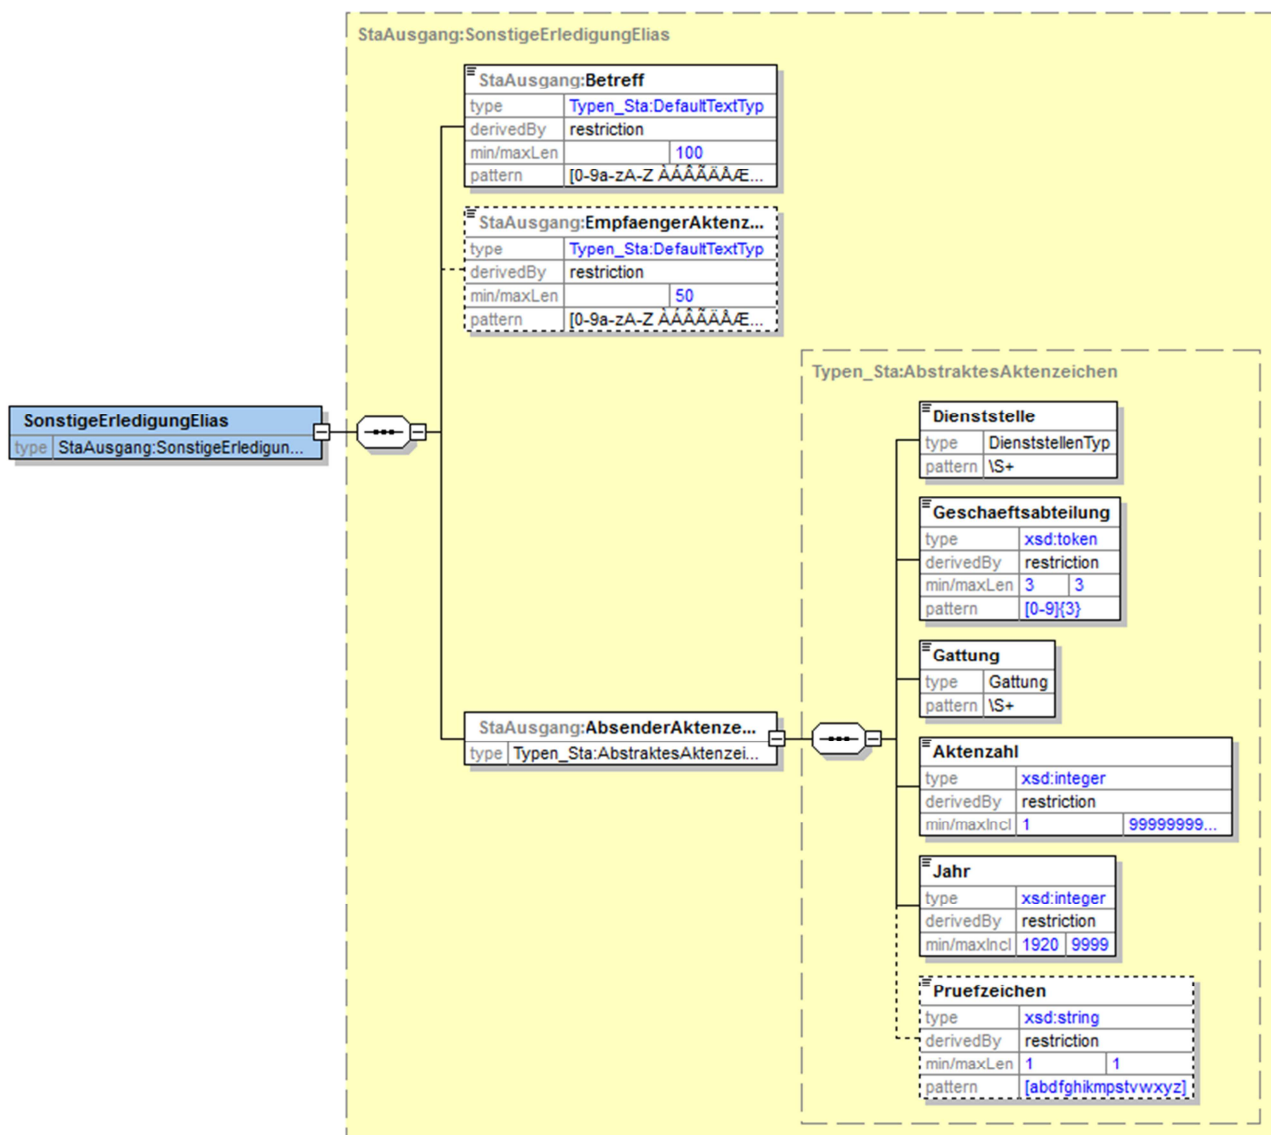 StaAusgang:SonstigeErledigungElias
StaAusgang:Betreff
type Typen_Sta:DefaultTextTyp
derivedBy restriction
min/maxLen 100
pattern [0-9a-zA-Z ÀÁÂÃÄÅÆ...
StaAusgang:EmpfaengerAktenz...
type Typen_Sta:DefaultTextTyp
derivedBy restriction
min/maxLen 50
pattern [0-9a-zA-Z ÀÁÂÃÄÅÆ...
SonstigeErledigungElias
type StaAusgang:SonstigeErledigun...
StaAusgang:AbsenderAktenze...
type Typen_Sta:AbstraktesAktenzei...
Typen_Sta:AbstraktesAktenzeichen
Dienststelle
type DienststellenTyp
pattern \S+
Geschaeftsabteilung
type xsd:token
derivedBy restriction
min/maxLen 3 3
pattern [0-9]{3}
Gattung
type Gattung
pattern \S+
Aktenzahl
type xsd:integer
derivedBy restriction
min/maxIncl 1 99999999...
Jahr
type xsd:integer
derivedBy restriction
min/maxIncl 1920 9999
Pruefzeichen
type xsd:string
derivedBy restriction
min/maxLen 1 1
pattern [abdfghikmpstvwxyz]